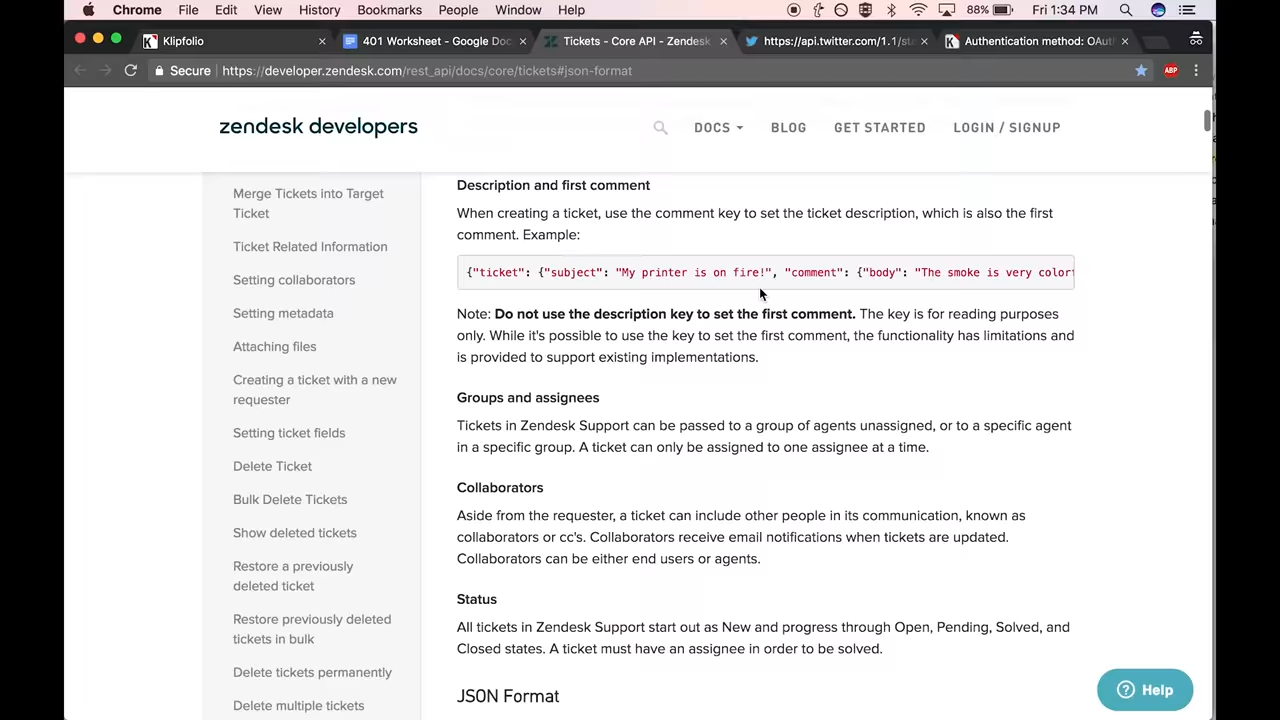 Chrome File Edit View History Bookmarks People Window Help 88% Fri 1:34 PM
Klipfolio × 401 Worksheet - Google Doc × Tickets - Core API - Zendesk × https://api.twitter.com/1.1/sta × Authentication method: OAut ×
Secure https://developer.zendesk.com/rest_api/docs/core/tickets#json-format ABP
zendesk developers DOCS BLOG GET STARTED LOGIN / SIGNUP
Merge Tickets into Target
Ticket
Ticket Related Information
Setting collaborators
Setting metadata
Attaching files
Creating a ticket with a new
requester
Setting ticket fields
Delete Ticket
Bulk Delete Tickets
Show deleted tickets
Restore a previously
deleted ticket
Restore previously deleted
tickets in bulk
Delete tickets permanently
Delete multiple tickets
Description and first comment
When creating a ticket, use the comment key to set the ticket description, which is also the first
comment. Example:
{"ticket": {"subject": "My printer is on fire!", "comment": {"body": "The smoke is very color
Note: Do not use the description key to set the first comment. The key is for reading purposes
only. While it's possible to use the key to set the first comment, the functionality has limitations and
is provided to support existing implementations.
Groups and assignees
Tickets in Zendesk Support can be passed to a group of agents unassigned, or to a specific agent
in a specific group. A ticket can only be assigned to one assignee at a time.
Collaborators
Aside from the requester, a ticket can include other people in its communication, known as
collaborators or cc's. Collaborators receive email notifications when tickets are updated.
Collaborators can be either end users or agents.
Status
All tickets in Zendesk Support start out as New and progress through Open, Pending, Solved, and
Closed states. A ticket must have an assignee in order to be solved.
JSON Format
Help